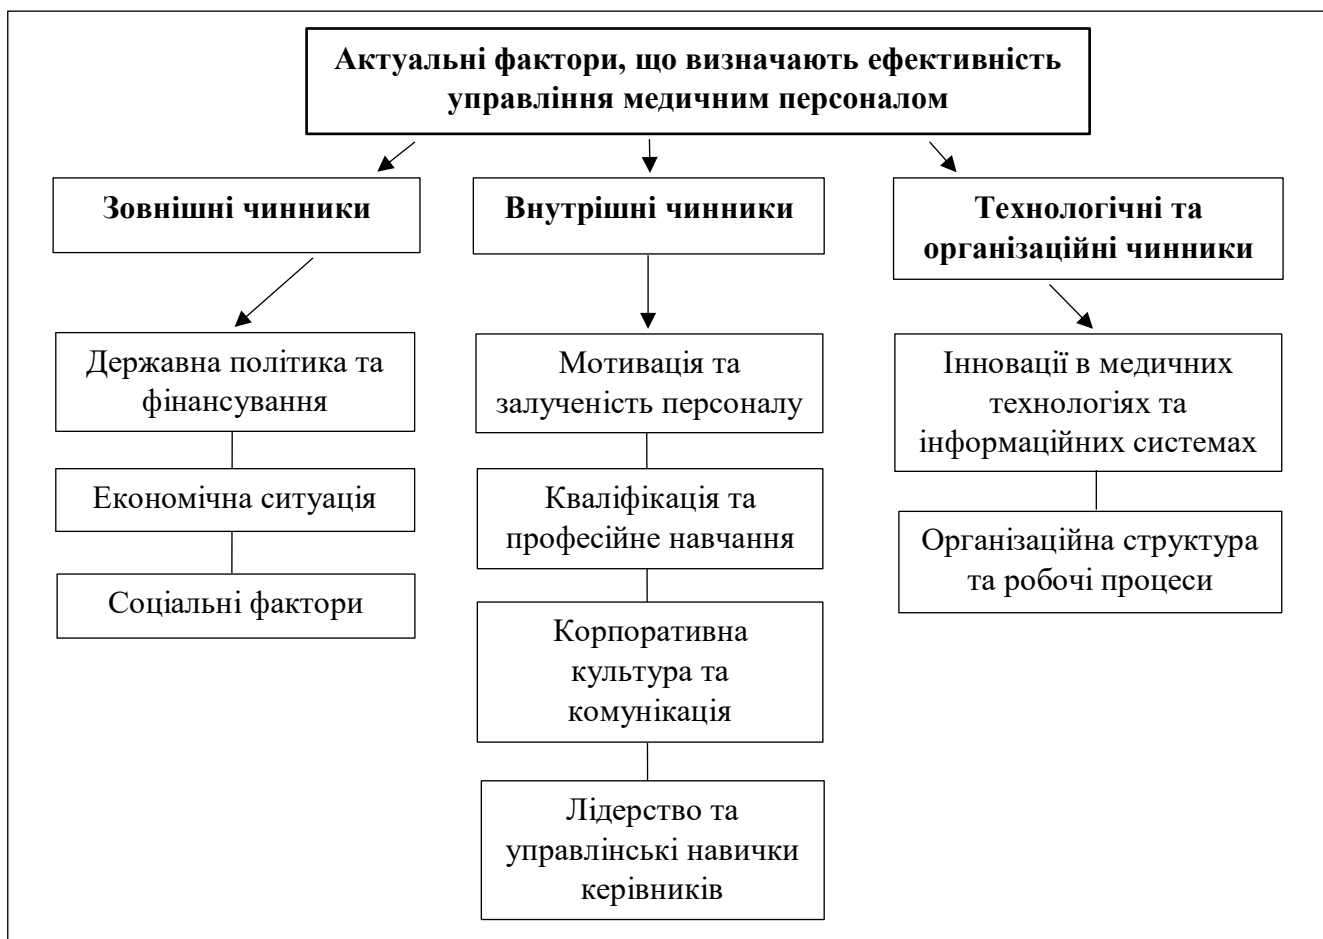 Актуальні фактори, що визначають ефективність
управління медичним персоналом
Зовнішні чинники
Внутрішні чинники
Технологічні та
організаційні чинники
Державна політика та
фінансування
Економічна ситуація
Соціальні фактори
Мотивація та
залученість персоналу
Кваліфікація та
професійне навчання
Корпоративна
культура та
комунікація
Лідерство та
управлінські навички
керівників
Інновації в медичних
технологіях та
інформаційних системах
Організаційна структура
та робочі процеси